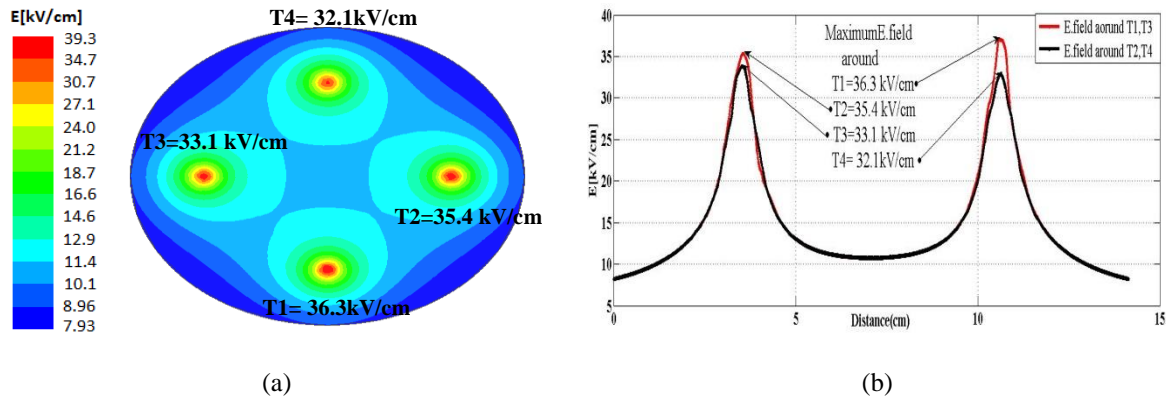 E[kV/cm]
39.3
34.7
30.7
27.1
24.0
21.2
18.7
16.6
14.6
12.9
11.4
10.1
8.96
7.93
T4= 32.1kV/cm
T3=33.1 kV/cm
T2=35.4 kV/cm
T1= 36.3kV/cm
(a)
E[kV/cm]
40
35
30
25
20
15
10
5
0
5
10
15
Distance(cm)
MaximumE.field
around
T1=36.3 kV/cm
T2=35.4 kV/cm
T3=33.1 kV/cm
T4= 32.1kV/cm
E.field aorund T1,T3
E.field around T2,T4
(b)